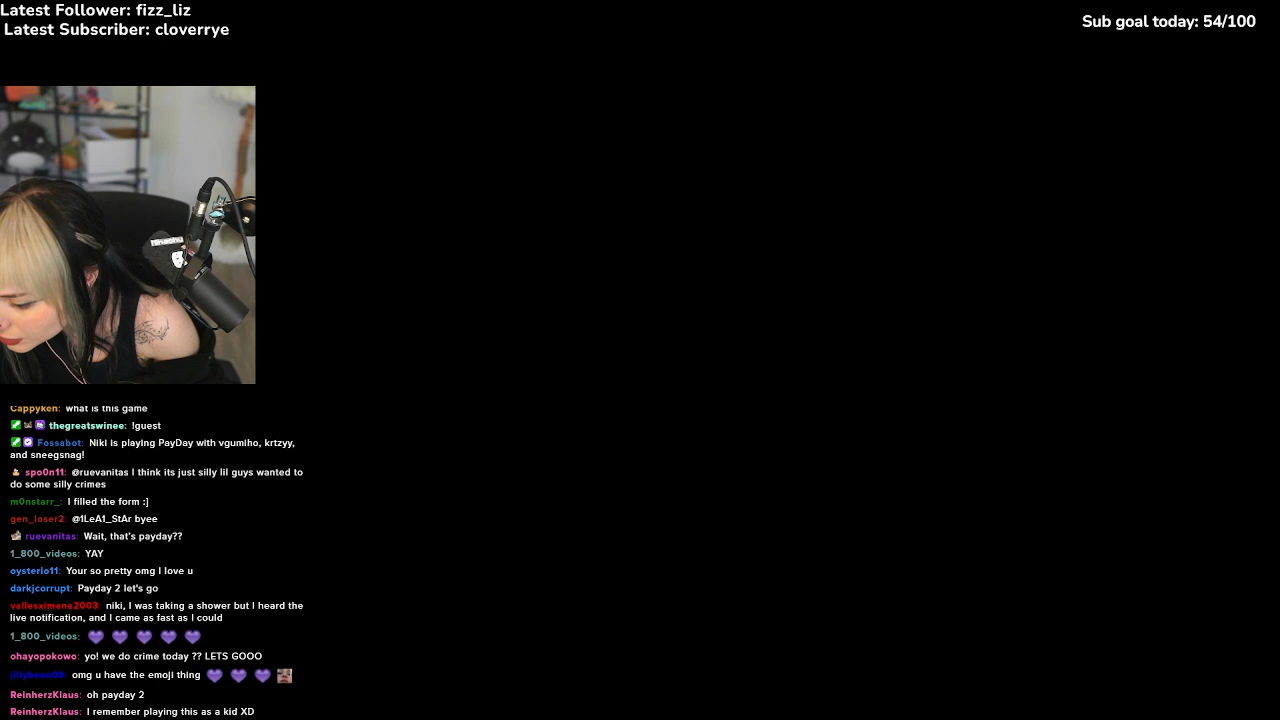 Latest Follower: fizz_liz
Latest Subscriber: cloverrye
Sub goal today: 54/100
Cappyken: what is this game
thegreatswinee: !guest
Fossabot: Niki is playing PayDay with vgumiho, krtzyy,
and sneegsnag!
spo0n11: @ruevanitas I think its just silly lil guys wanted to
do some silly crimes
m0nstarr_: I filled the form :]
gen_loser2: @1LeA1_StAr byee
ruevanitas: Wait, that's payday??
1_800_videos: YAY
oysterio11: Your so pretty omg I love u
darkjcorrupt: Payday 2 let's go
vallesximena2003: niki, I was taking a shower but I heard the
live notification, and I came as fast as I could
1_800_videos:
ohayopokowo: yo! we do crime today ?? LETS GOOO
omg u have the emoji thing
ReinherzKlaus: oh payday 2
ReinherzKlaus: I remember playing this as a kid XD